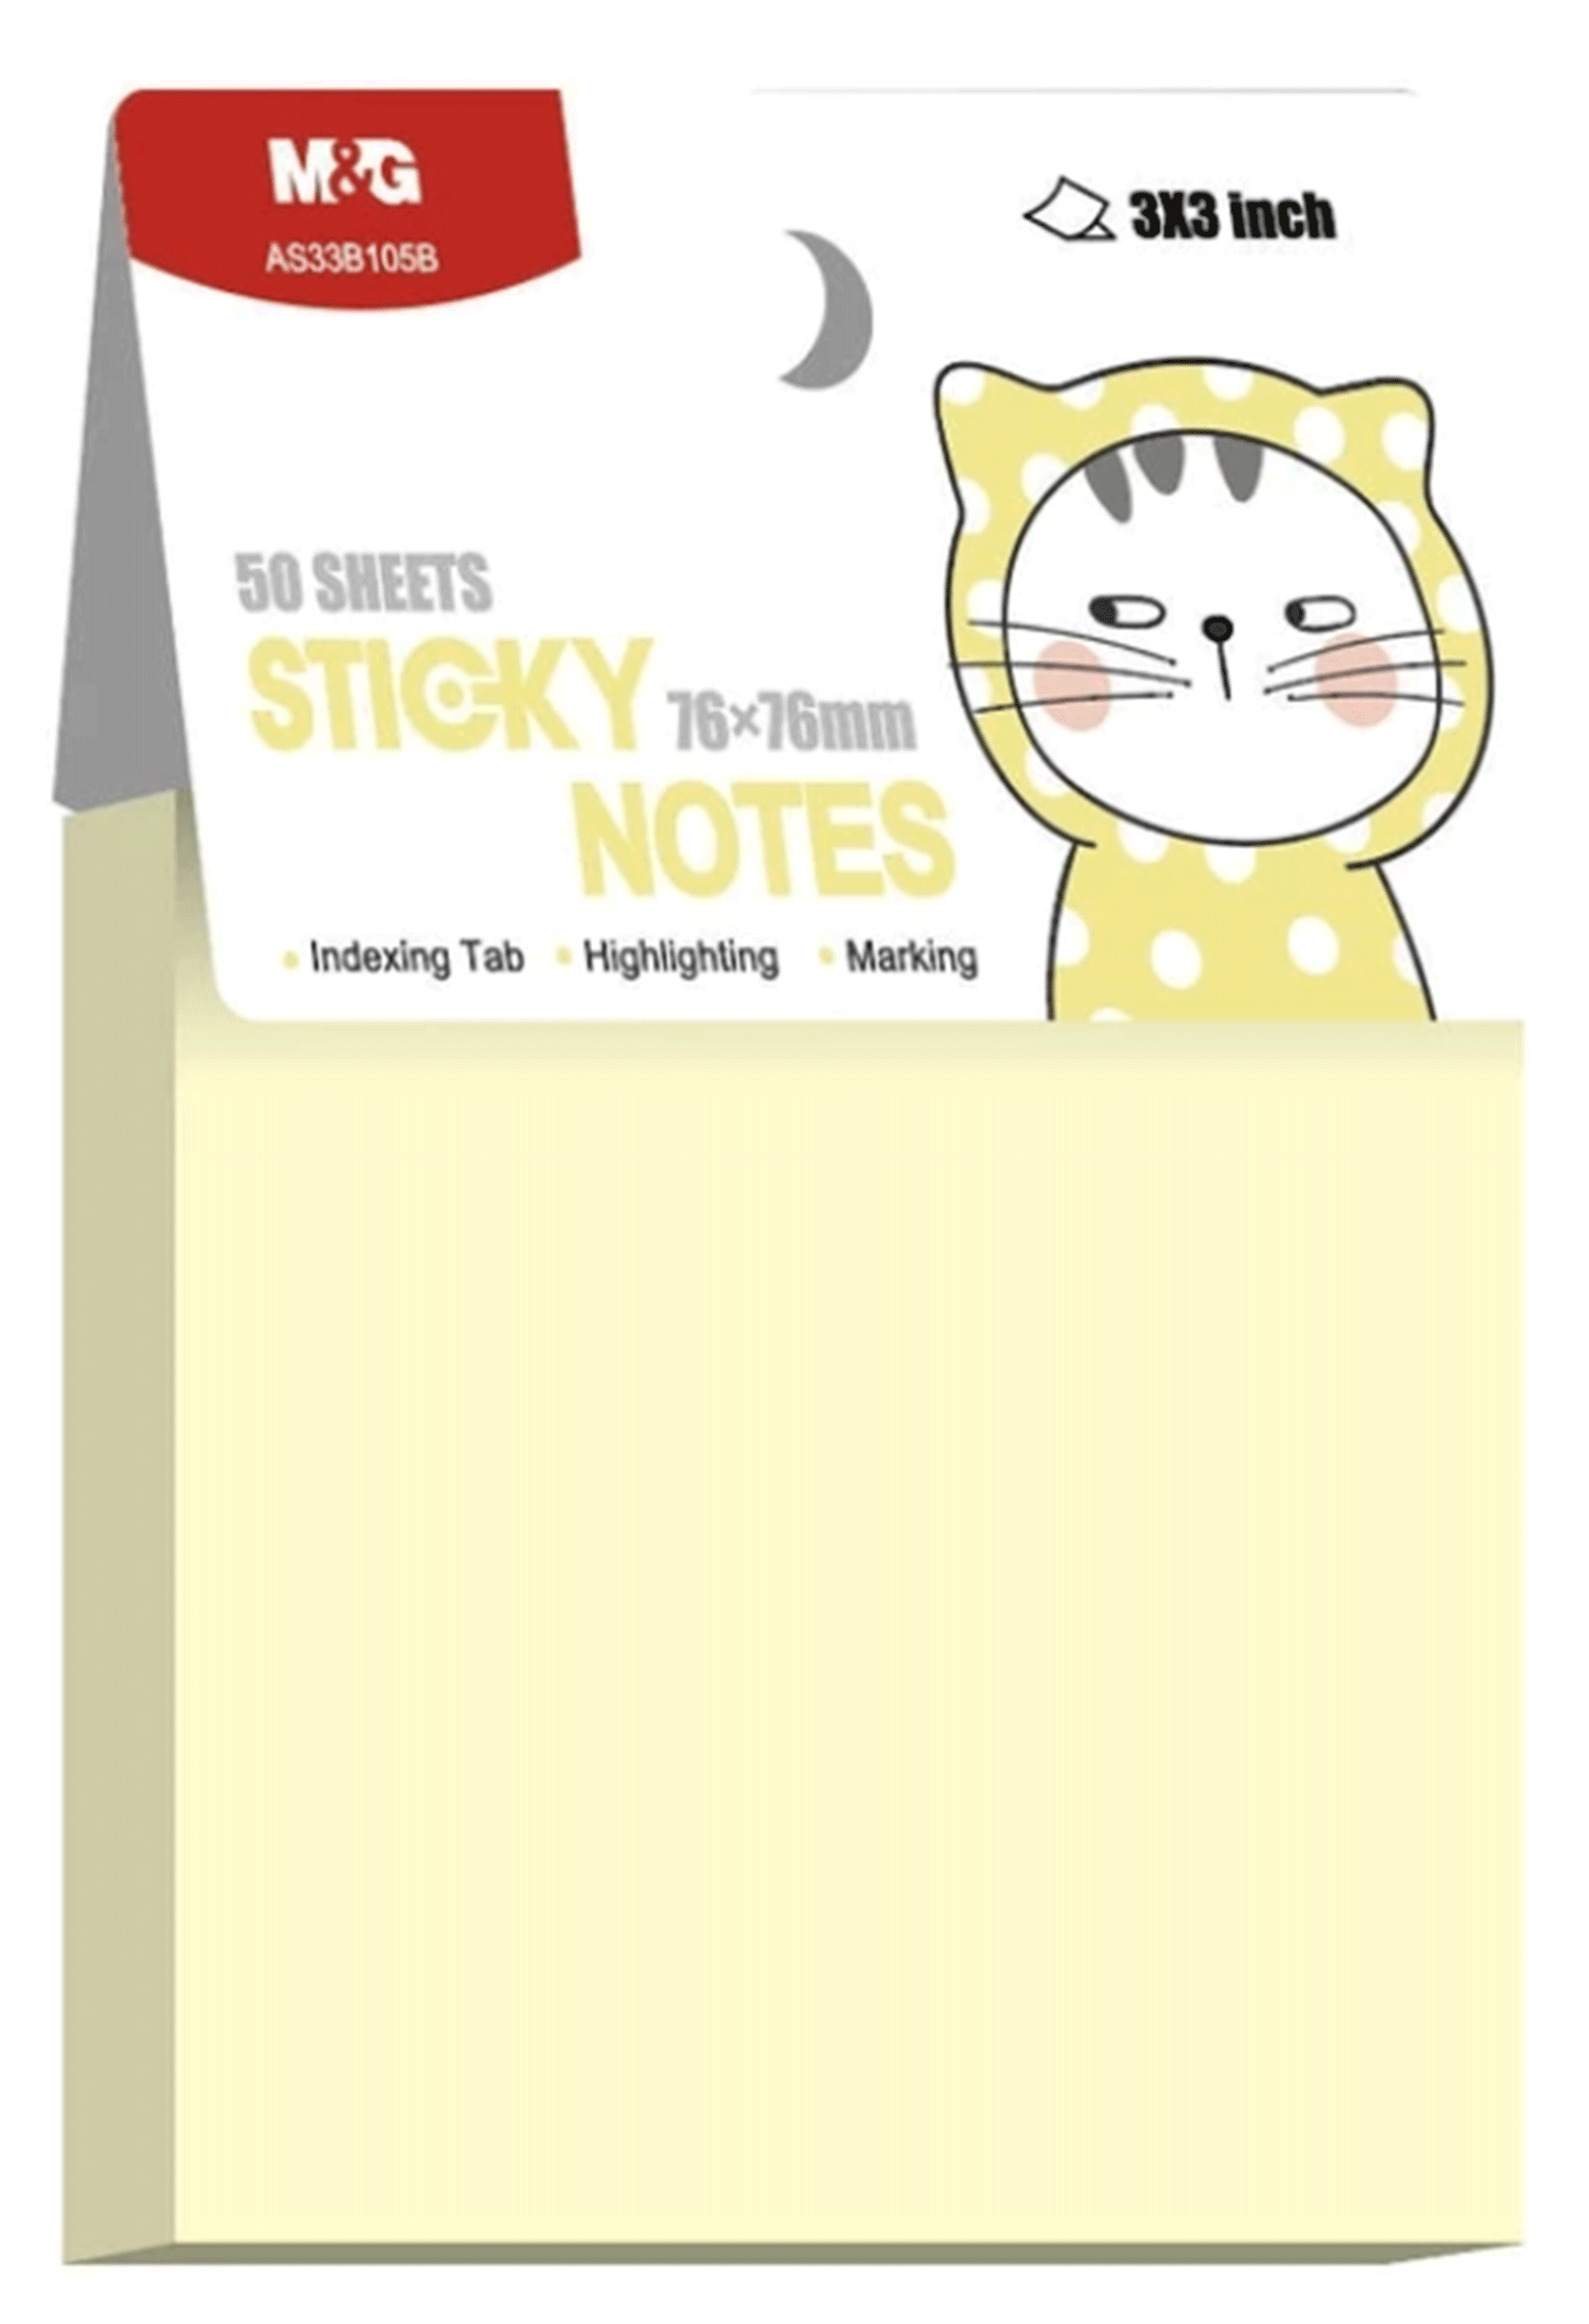 M&G
AS33B105B
3X3 inch
50 SHEETS
STICKY 76×76mm
NOTES
• Indexing Tab • Highlighting • Marking